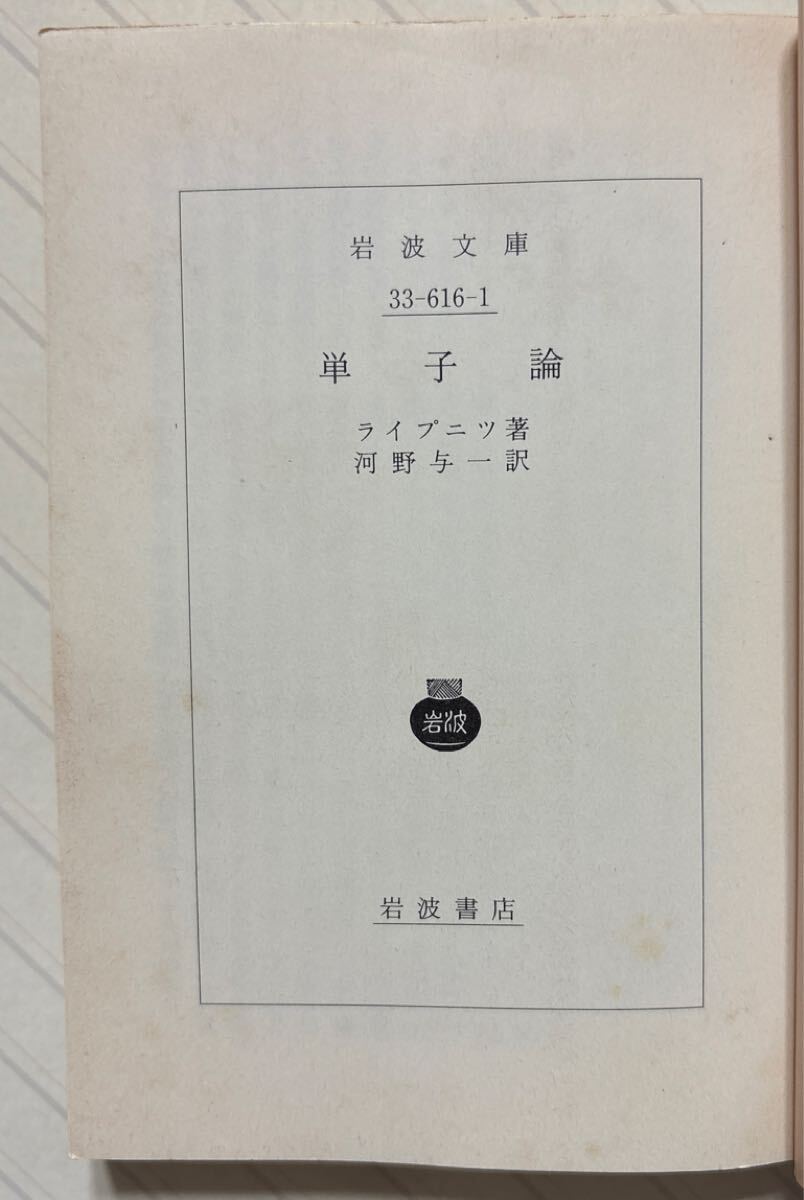 岩波文庫
33-616-1
単子論
ライプニツ著
河野与一訳
岩波
岩波書店